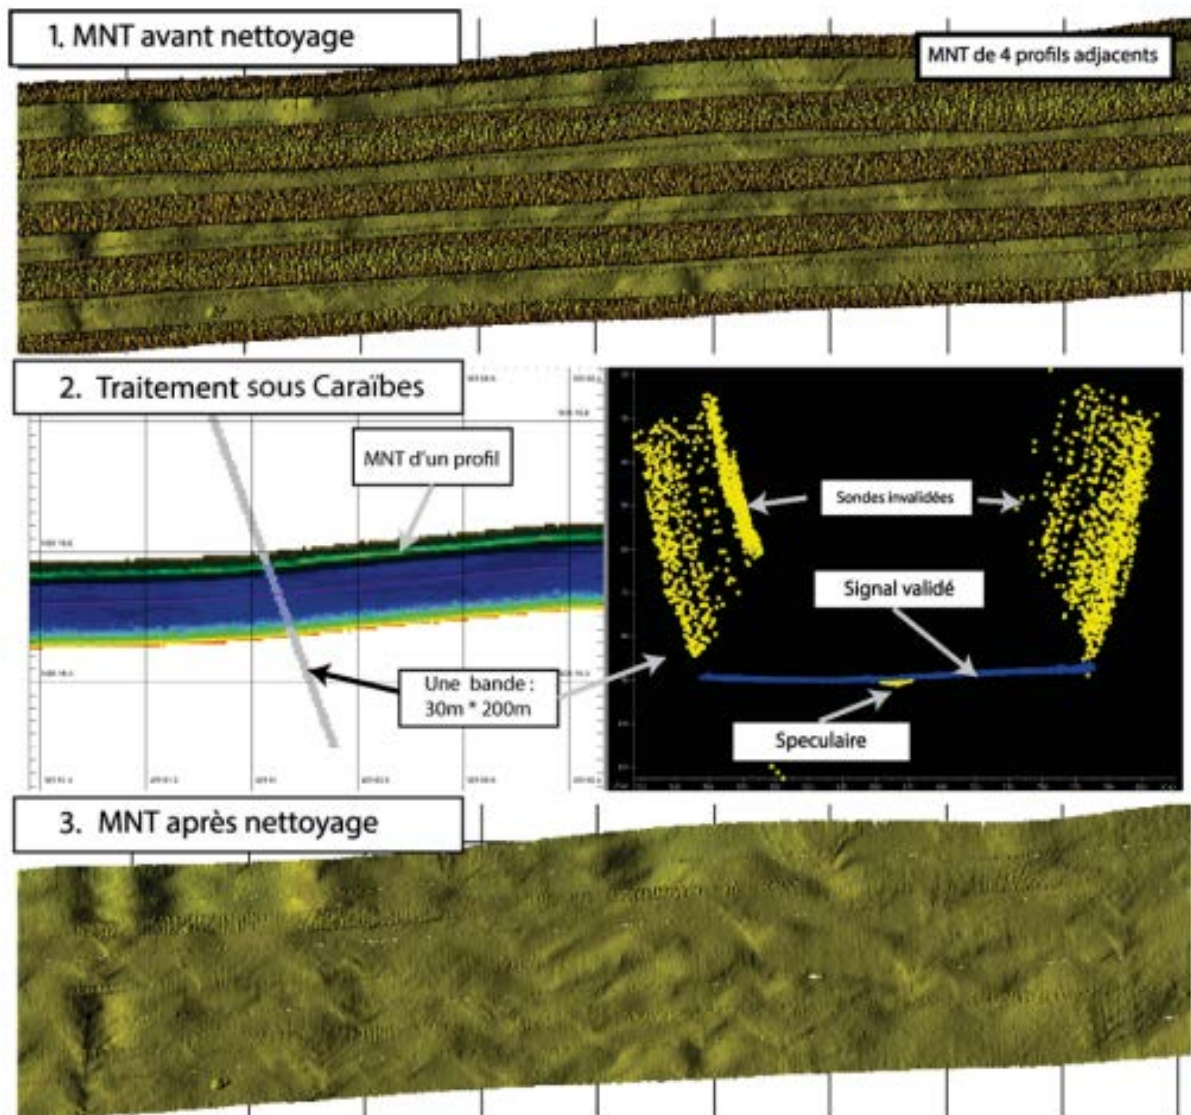 1. MNT avant nettoyage
MNT de 4 profils adjacents
2. Traitement sous Caraïbes
MNT d'un profil
Sondes invalidées
Signal validé
Une bande :
30m * 200m
Speculaire
3. MNT après nettoyage